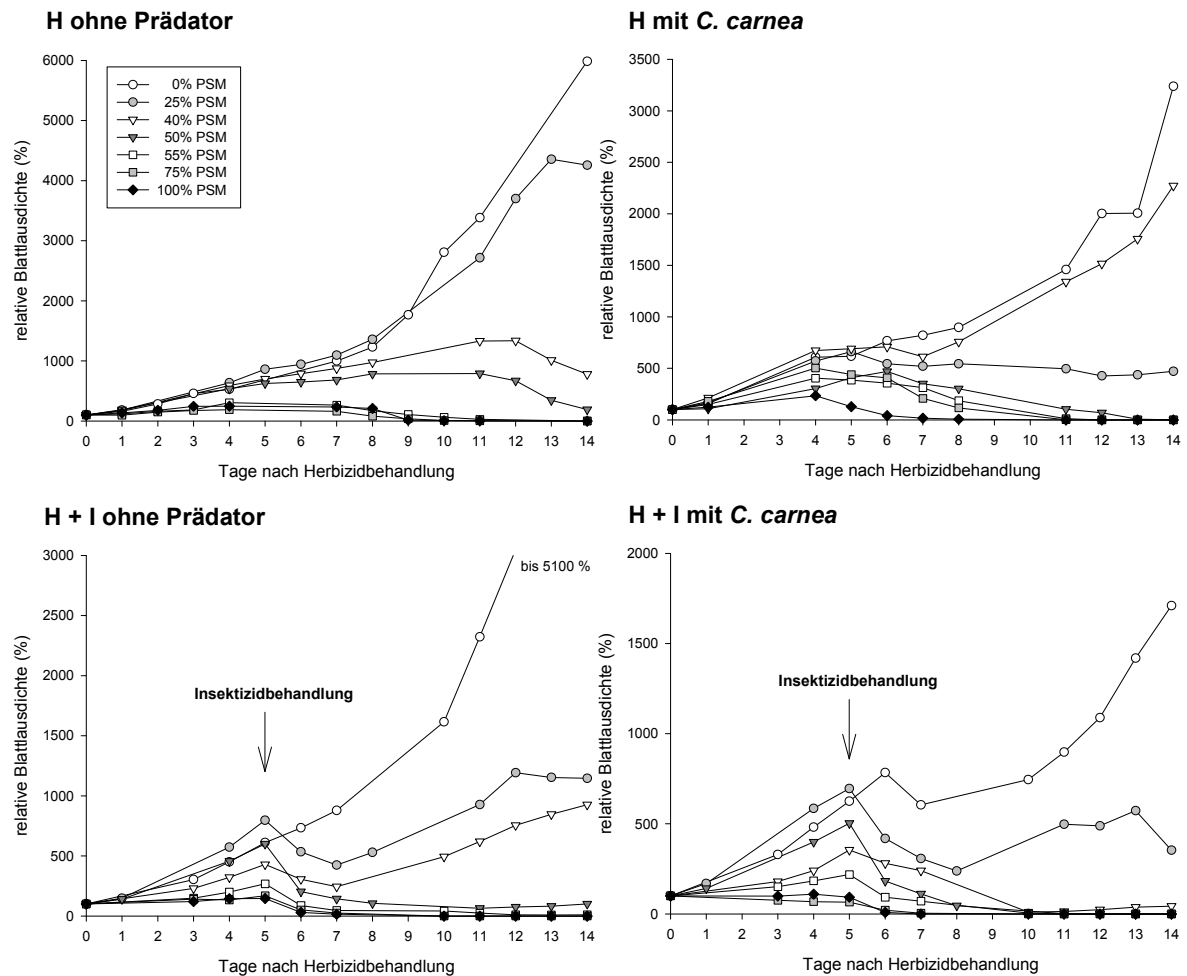 H ohne Prädator
relative Blattlausdichte (%)
6000
5000
4000
3000
2000
1000
0
0% PSM
25% PSM
40% PSM
50% PSM
55% PSM
75% PSM
100% PSM
0 1 2 3 4 5 6 7 8 9 10 11 12 13 14
Tage nach Herbizidbehandlung
H mit C. carnea
relative Blattlausdichte (%)
3500
3000
2500
2000
1500
1000
500
0
0 1 2 3 4 5 6 7 8 9 10 11 12 13 14
Tage nach Herbizidbehandlung
H + I ohne Prädator
relative Blattlausdichte (%)
3000
2500
2000
1500
1000
500
0
bis 5100 %
Insektizidbehandlung
0 1 2 3 4 5 6 7 8 9 10 11 12 13 14
Tage nach Herbizidbehandlung
H + I mit C. carnea
relative Blattlausdichte (%)
2000
1500
1000
500
0
Insektizidbehandlung
0 1 2 3 4 5 6 7 8 9 10 11 12 13 14
Tage nach Herbizidbehandlung